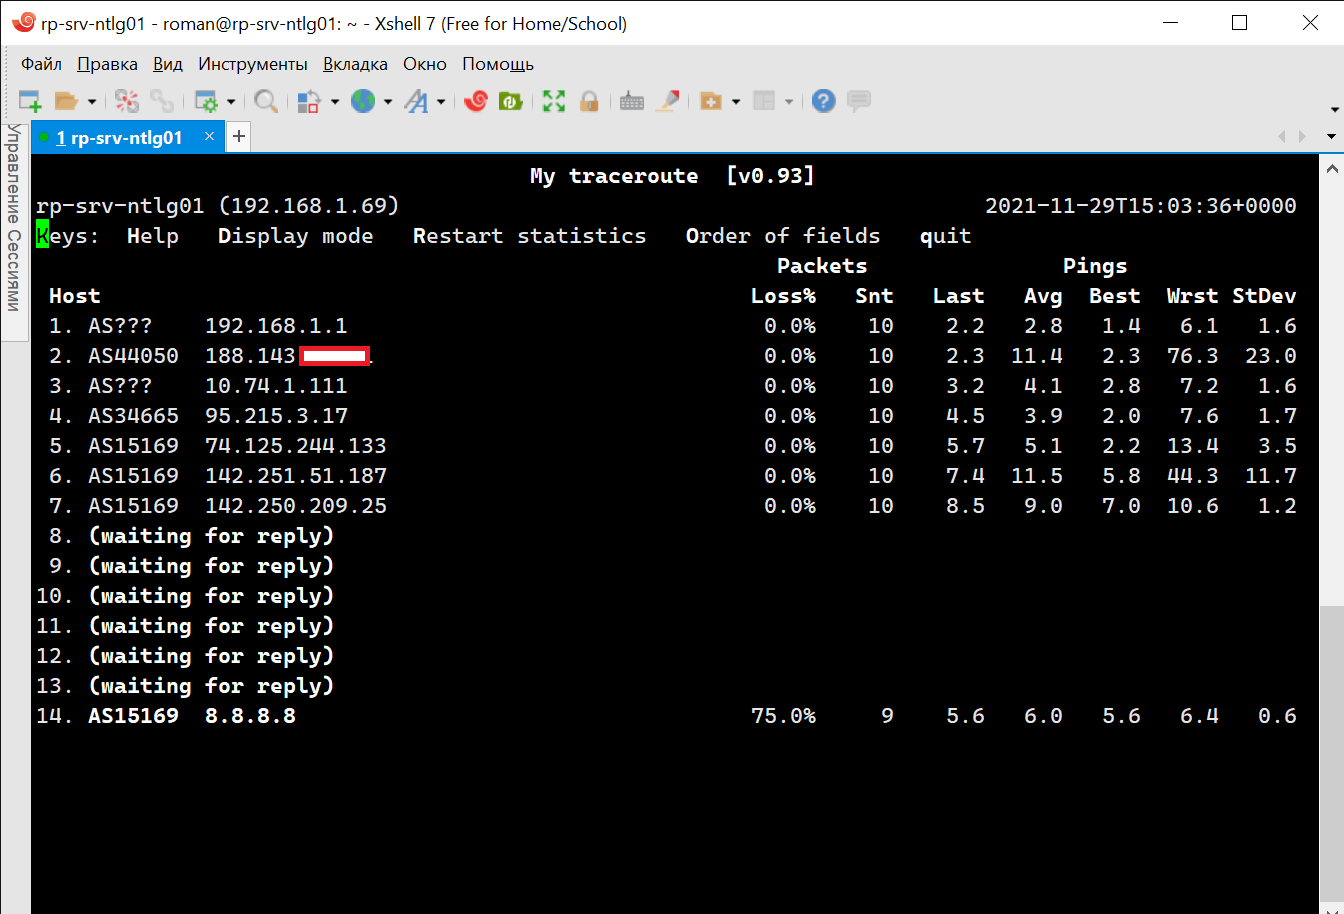 rp-srv-ntlg01 - roman@rp-srv-ntlg01: ~ - Xshell 7 (Free for Home/School)
Файл Правка Вид Инструменты Вкладка Окно Помощь
Управление Сессиями
1 rp-srv-ntlg01 × +
My traceroute [v0.93]
rp-srv-ntlg01 (192.168.1.69) 2021-11-29T15:03:36+0000
Keys: Help Display mode Restart statistics Order of fields quit
Packets Pings
Host Loss% Snt Last Avg Best Wrst StDev
1. AS??? 192.168.1.1 0.0% 10 2.2 2.8 1.4 6.1 1.6
2. AS44050 188.143 0.0% 10 2.3 11.4 2.3 76.3 23.0
3. AS??? 10.74.1.111 0.0% 10 3.2 4.1 2.8 7.2 1.6
4. AS34665 95.215.3.17 0.0% 10 4.5 3.9 2.0 7.6 1.7
5. AS15169 74.125.244.133 0.0% 10 5.7 5.1 2.2 13.4 3.5
6. AS15169 142.251.51.187 0.0% 10 7.4 11.5 5.8 44.3 11.7
7. AS15169 142.250.209.25 0.0% 10 8.5 9.0 7.0 10.6 1.2
8. (waiting for reply)
9. (waiting for reply)
10. (waiting for reply)
11. (waiting for reply)
12. (waiting for reply)
13. (waiting for reply)
14. AS15169 8.8.8.8 75.0% 9 5.6 6.0 5.6 6.4 0.6